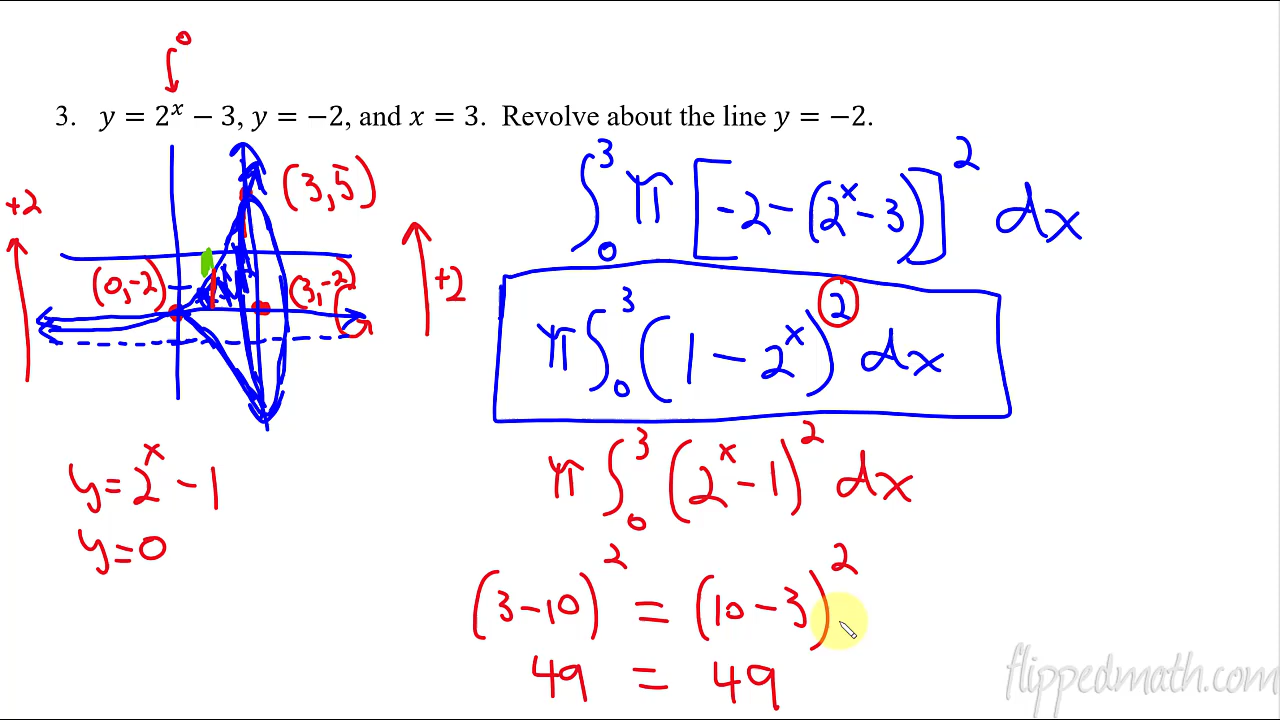 0
3. y = 2ˣ − 3, y = −2, and x = 3. Revolve about the line y = −2.
+2
(3,5)
(0,-2)
(3,-2)
+2
∫₀³ π [-2-(2ˣ-3)]² dx
π ∫₀³ (1-2ˣ)² dx
y=2ˣ-1
y=0
π ∫₀³ (2ˣ-1)² dx
(3-10)² = (10-3)²
49 = 49
flippedmath.com